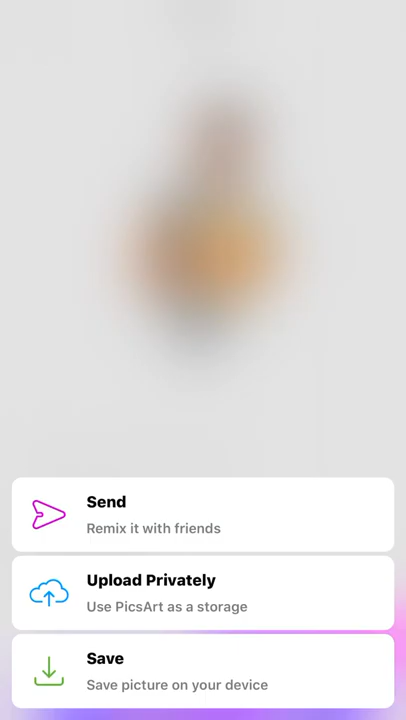 Send
Remix it with friends
Upload Privately
Use PicsArt as a storage
Save
Save picture on your device